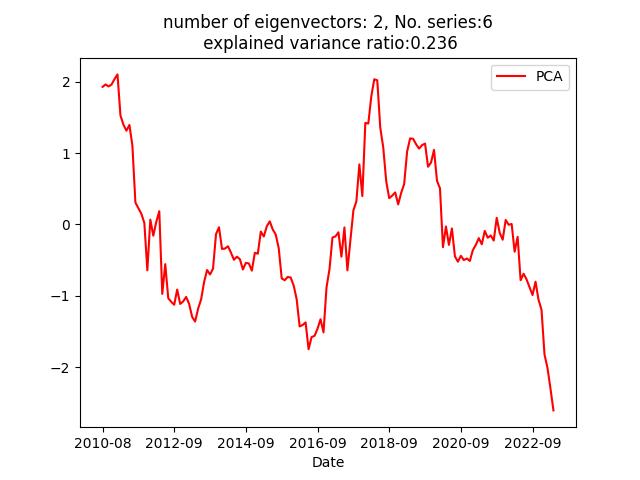 number of eigenvectors: 2, No. series:6
explained variance ratio:0.236
PCA
2
1
0
−1
−2
2010-08 2012-09 2014-09 2016-09 2018-09 2020-09 2022-09
Date